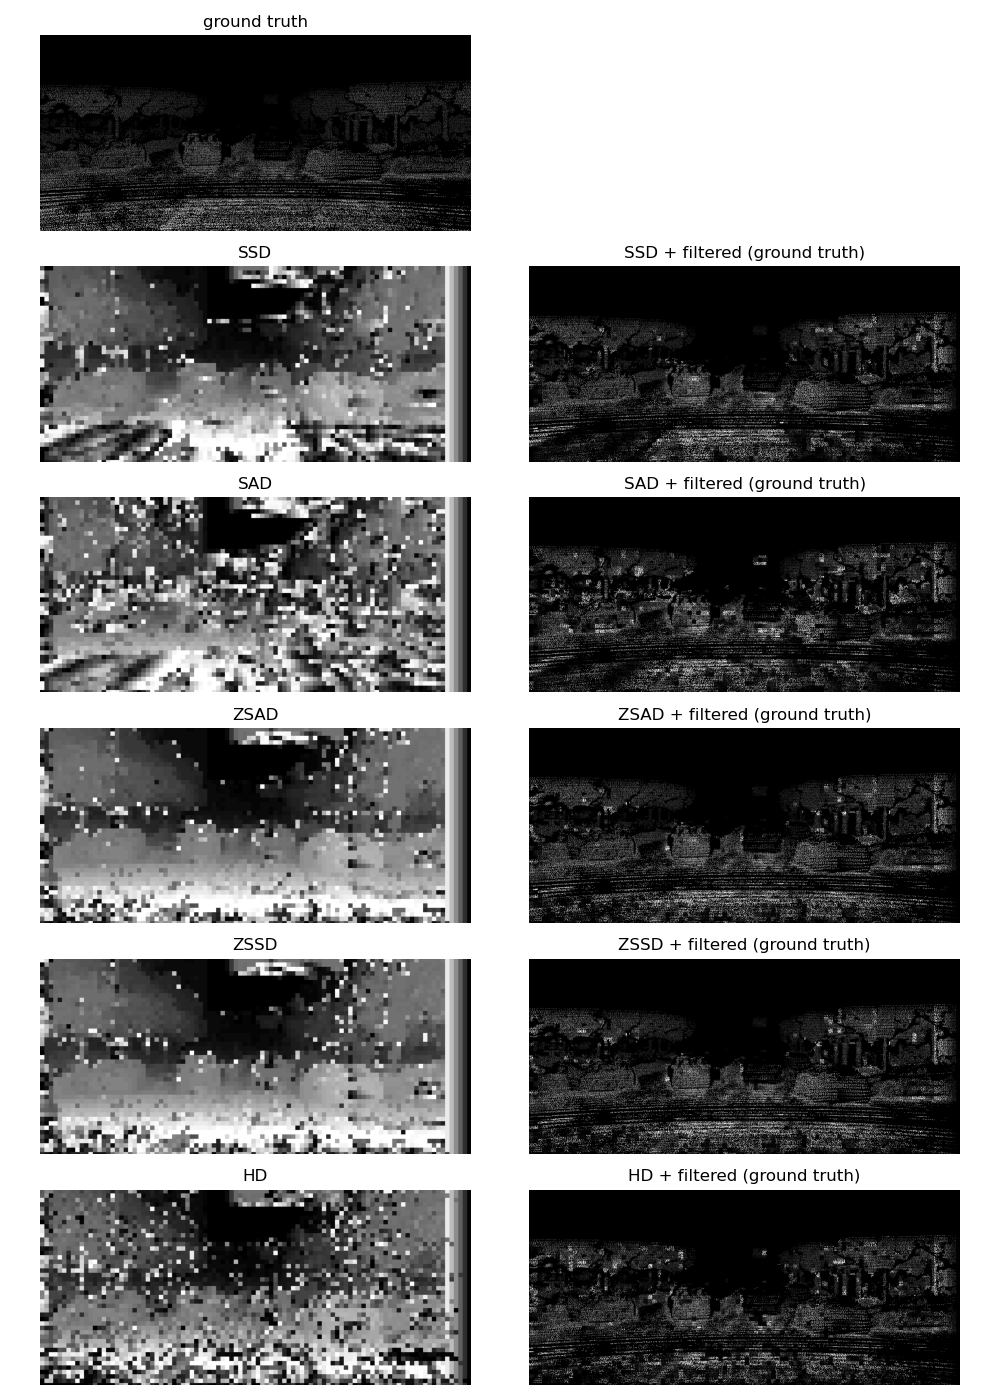 ground truth
SSD
SSD + filtered (ground truth)
SAD
SAD + filtered (ground truth)
ZSAD
ZSAD + filtered (ground truth)
ZSSD
ZSSD + filtered (ground truth)
HD
HD + filtered (ground truth)